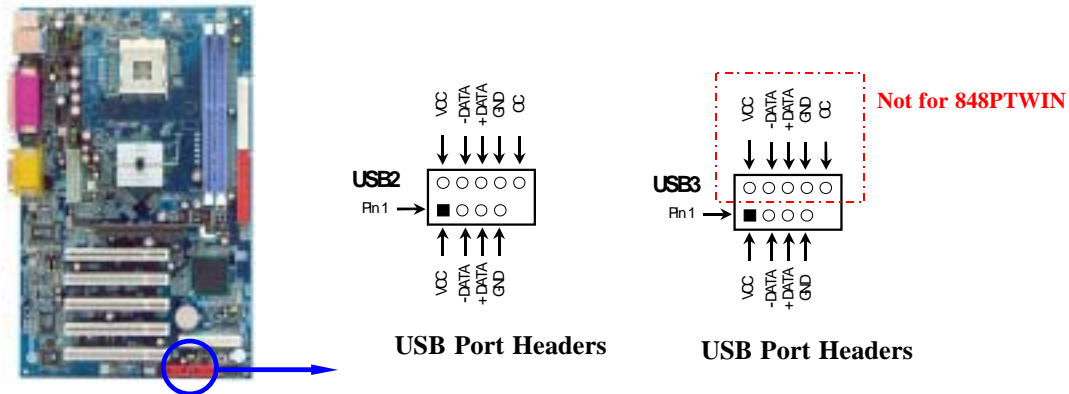 VCC -DATA +DATA GND OC
USB2
Pin 1
VCC -DATA +DATA GND
USB Port Headers
Not for 848PTWIN
VCC -DATA +DATA GND OC
USB3
Pin 1
VCC -DATA +DATA GND
USB Port Headers